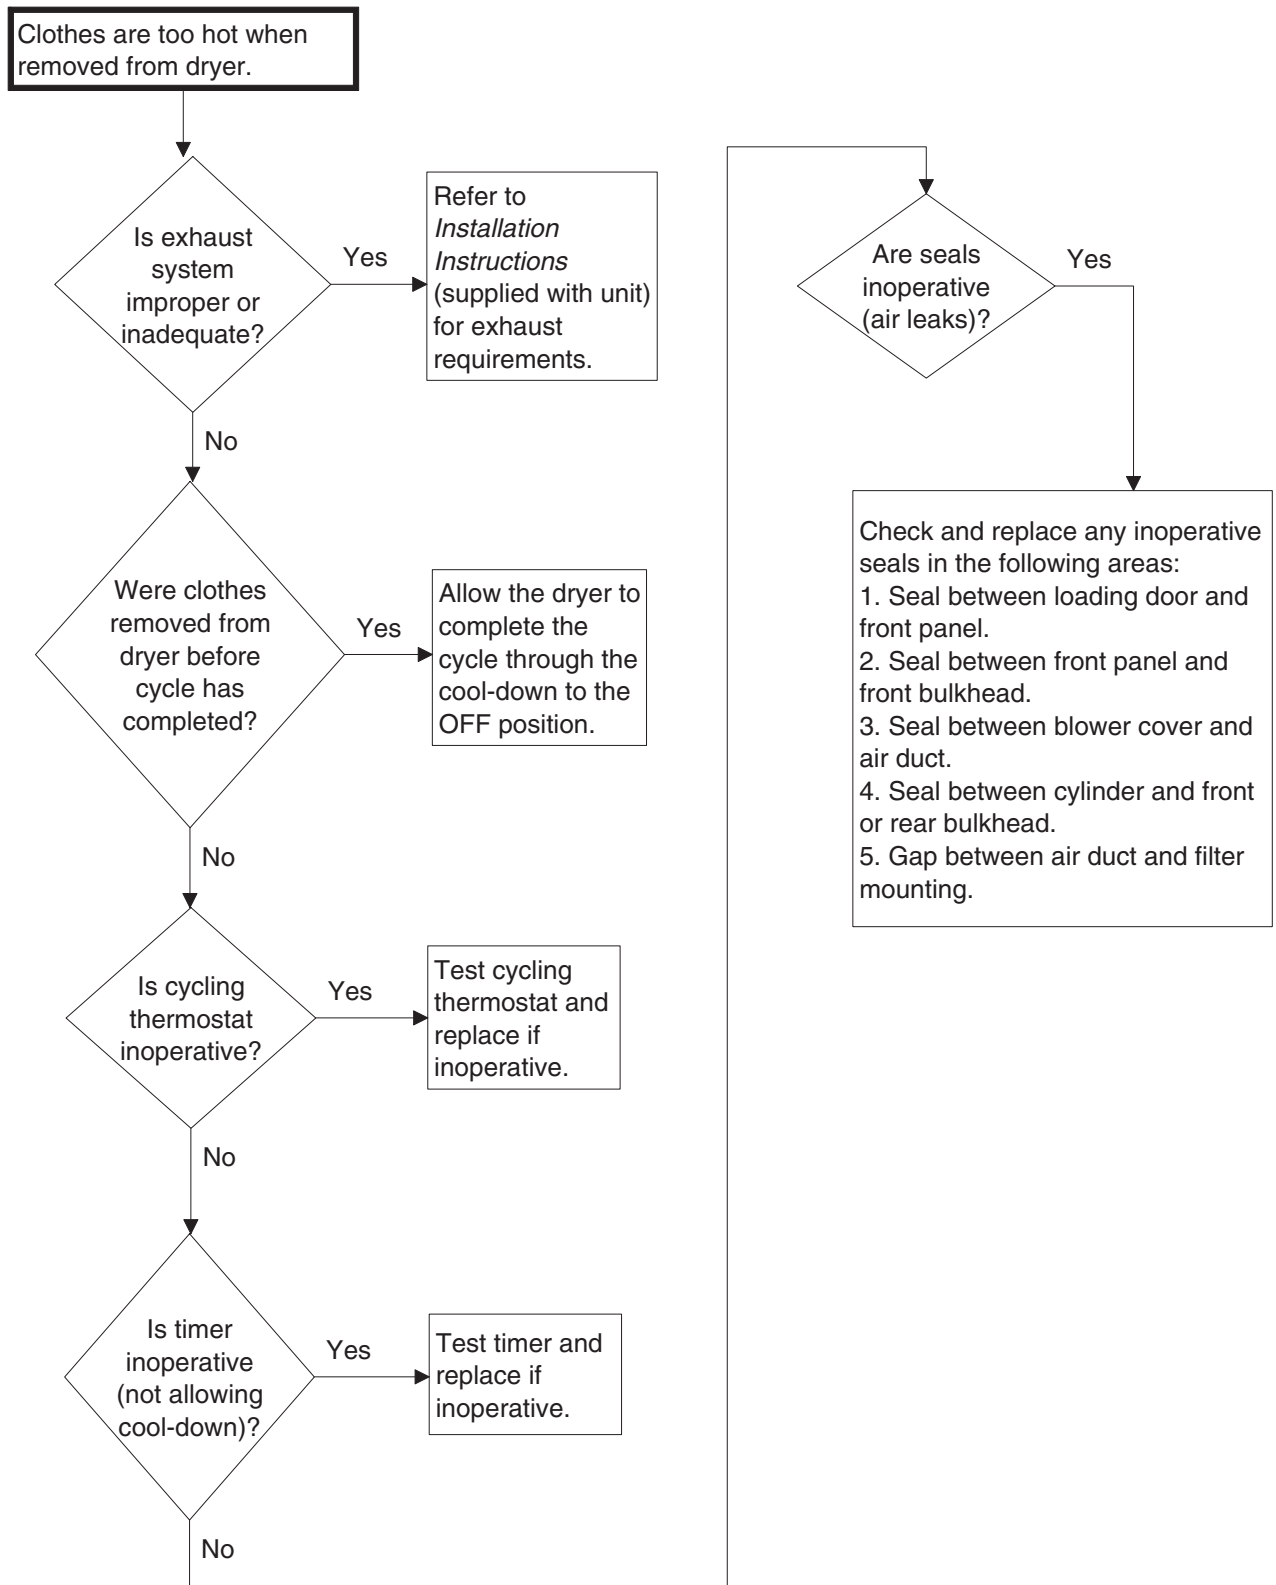 Clothes are too hot when
removed from dryer.
Is exhaust
system
improper or
inadequate?
Yes
Refer to
Installation
Instructions
(supplied with unit)
for exhaust
requirements.
No
Were clothes
removed from
dryer before
cycle has
completed?
Yes
Allow the dryer to
complete the
cycle through the
cool-down to the
OFF position.
No
Is cycling
thermostat
inoperative?
Yes
Test cycling
thermostat and
replace if
inoperative.
No
Is timer
inoperative
(not allowing
cool-down)?
Yes
Test timer and
replace if
inoperative.
No
Are seals
inoperative
(air leaks)?
Yes
Check and replace any inoperative
seals in the following areas:
1. Seal between loading door and
front panel.
2. Seal between front panel and
front bulkhead.
3. Seal between blower cover and
air duct.
4. Seal between cylinder and front
or rear bulkhead.
5. Gap between air duct and filter
mounting.